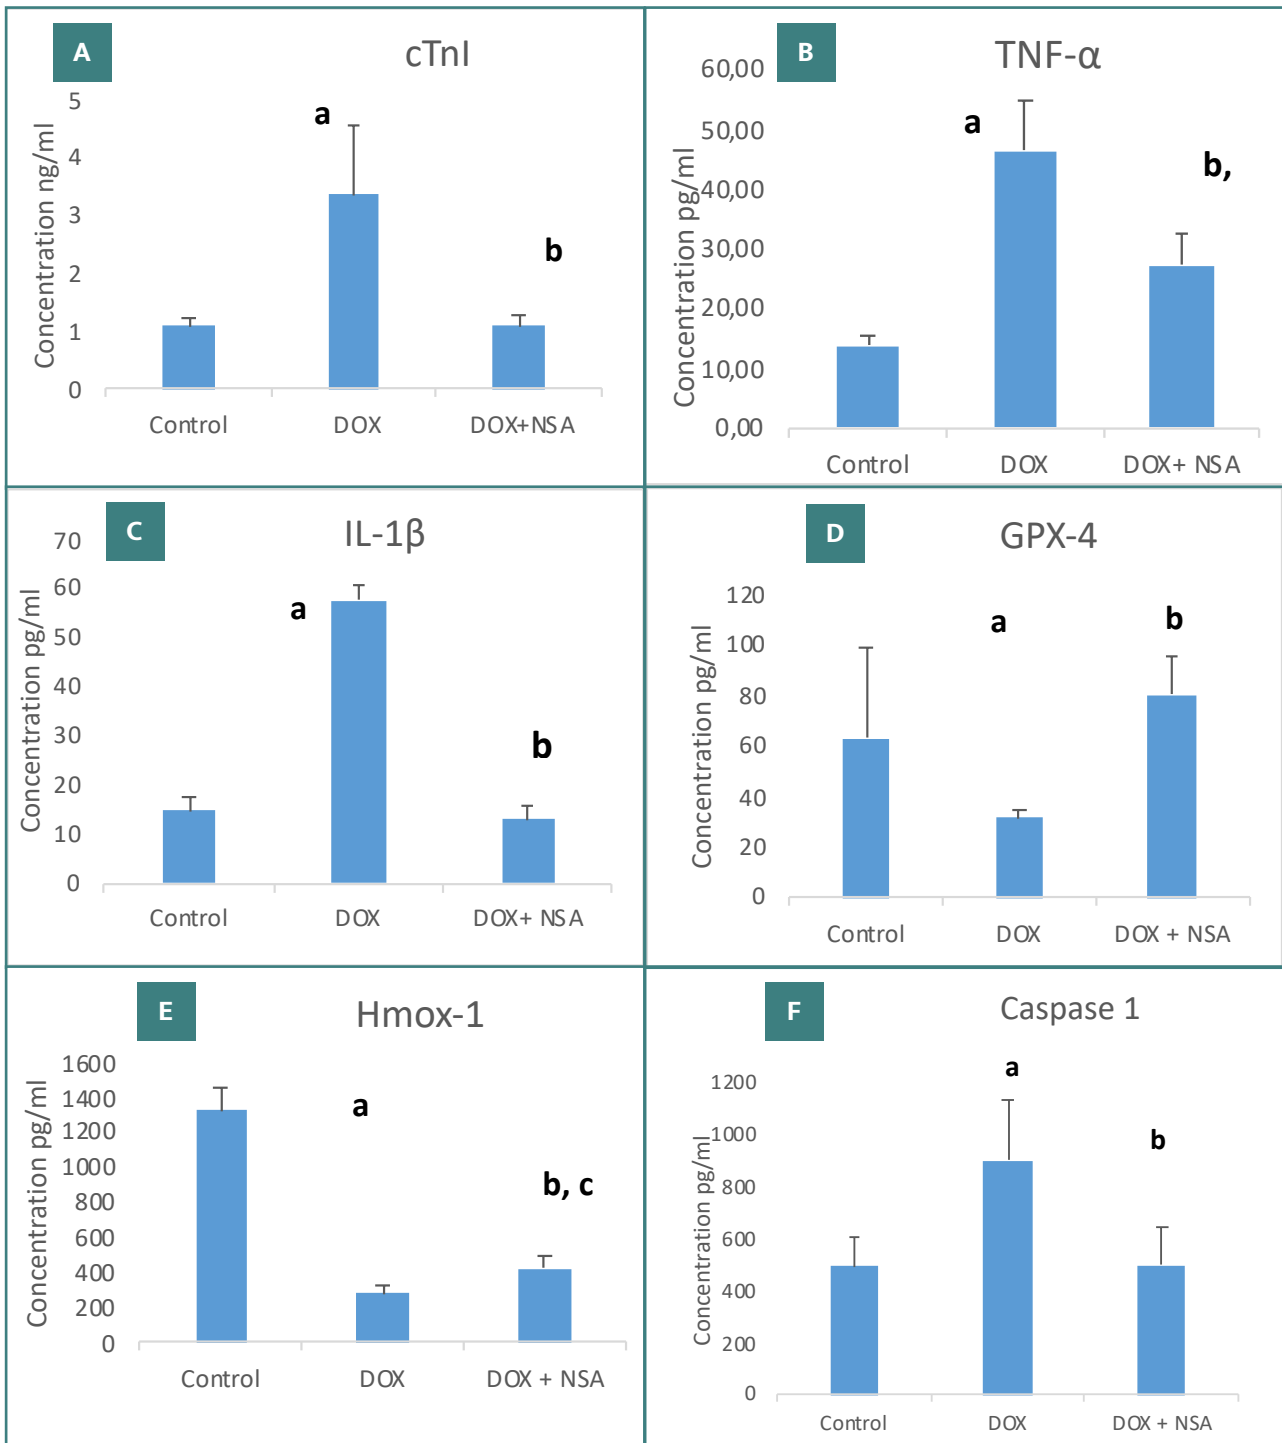 A
cTnI
Concentration ng/ml
5
4
3
2
1
0
a
b
Control
DOX
DOX+NSA
B
TNF-α
Concentration pg/ml
60,00
50,00
40,00
30,00
20,00
10,00
0,00
a
b,
Control
DOX
DOX+ NSA
C
IL-1β
Concentration pg/ml
70
60
50
40
30
20
10
0
a
b
Control
DOX
DOX+ NSA
D
GPX-4
Concentration pg/ml
120
100
80
60
40
20
0
a
b
Control
DOX
DOX + NSA
E
Hmox-1
Concentration pg/ml
1600
1400
1200
1000
800
600
400
200
0
a
b, c
Control
DOX
DOX + NSA
F
Caspase 1
Concentration pg/ml
1200
1000
800
600
400
200
0
a
b
Control
DOX
DOX + NSA